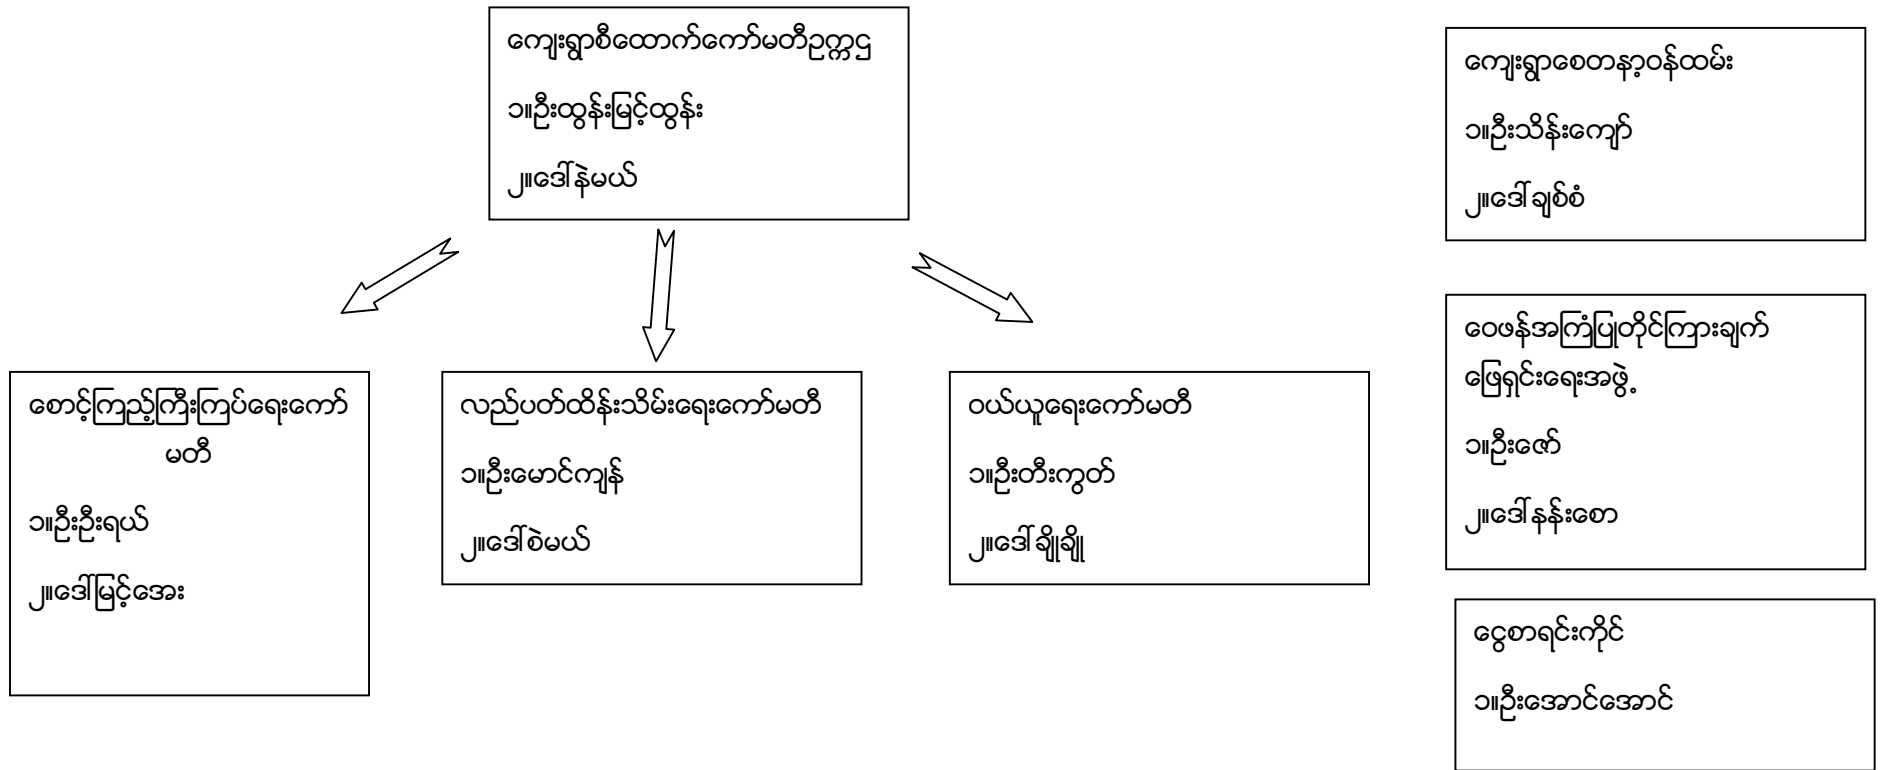 ကျေးရွာစီထောက်ကော်မတီဥက္ကဌ
၁။ဦးထွန်းမြင့်ထွန်း
၂။ဒေါ်နဲမယ်
ကျေးရွာစေတနာ့ဝန်ထမ်း
၁။ဦးသိန်းကျော်
၂။ဒေါ်ချစ်စံ
စောင့်ကြည့်ကြီးကြပ်ရေးကော်
မတီ
၁။ဦးဦးရယ်
၂။ဒေါ်မြင့်အေး
လည်ပတ်ထိန်းသိမ်းရေးကော်မတီ
၁။ဦးမောင်ကျန်
၂။ဒေါ်စဲမယ်
ဝယ်ယူရေးကော်မတီ
၁။ဦးတီးကွတ်
၂။ဒေါ်ချိုချို
ဝေဖန်အကြံပြုတိုင်ကြားချက်
ဖြေရှင်းရေးအဖွဲ့
၁။ဦးဇော်
၂။ဒေါ်နန်းစော
ငွေစာရင်းကိုင်
၁။ဦးအောင်အောင်